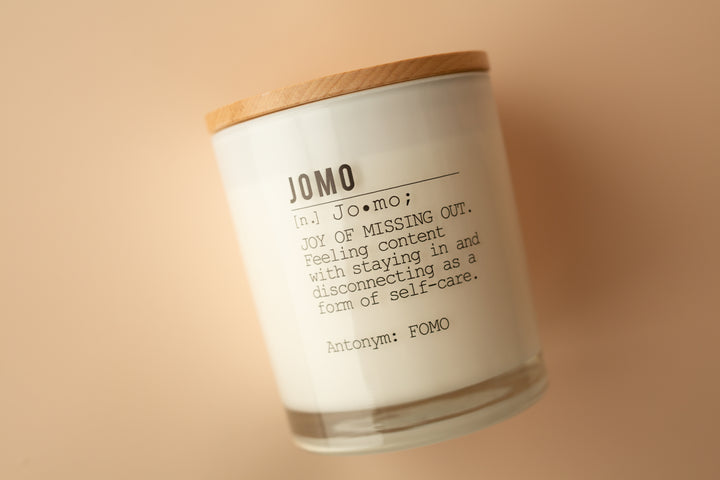 JOMO
[n.] Jo•mo;
JOY OF MISSING OUT.
Feeling content
with staying in and
disconnecting as a
form of self-care.
Antonym: FOMO